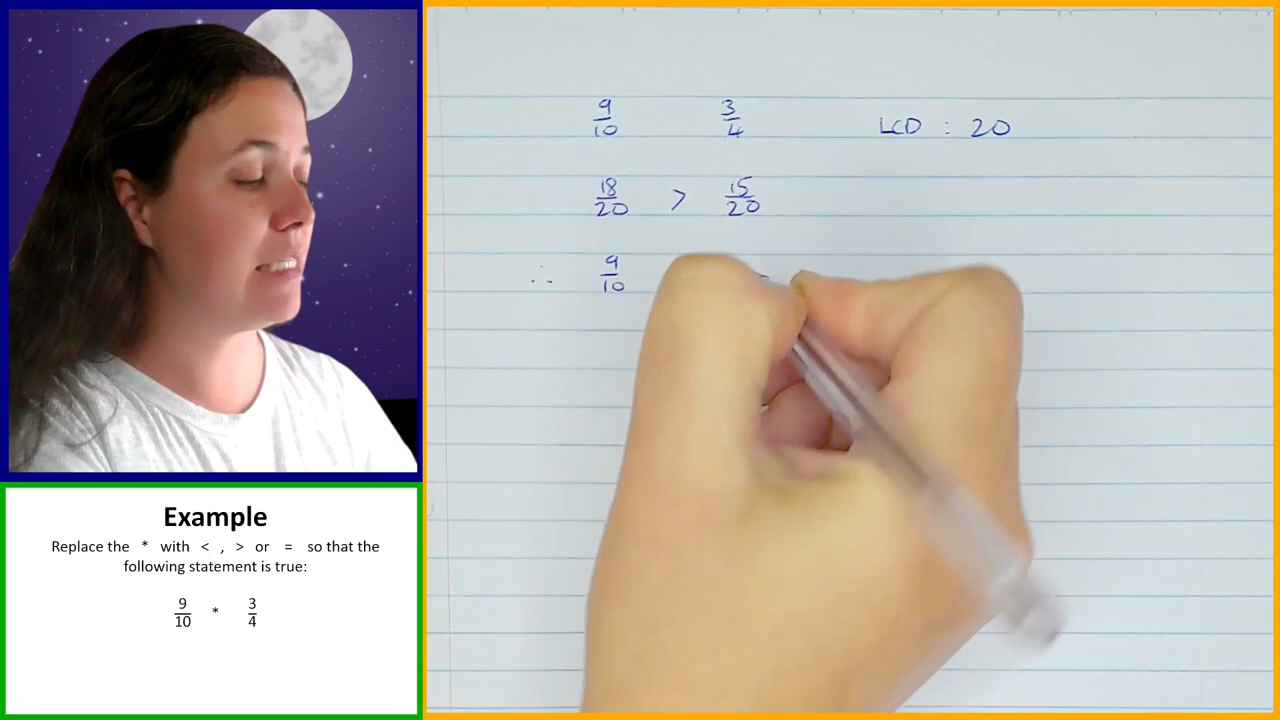 9/10 3/4 LCD : 20
18/20 > 15/20
∴ 9/10
Example
Replace the * with < , > or = so that the
following statement is true:
9/10 * 3/4